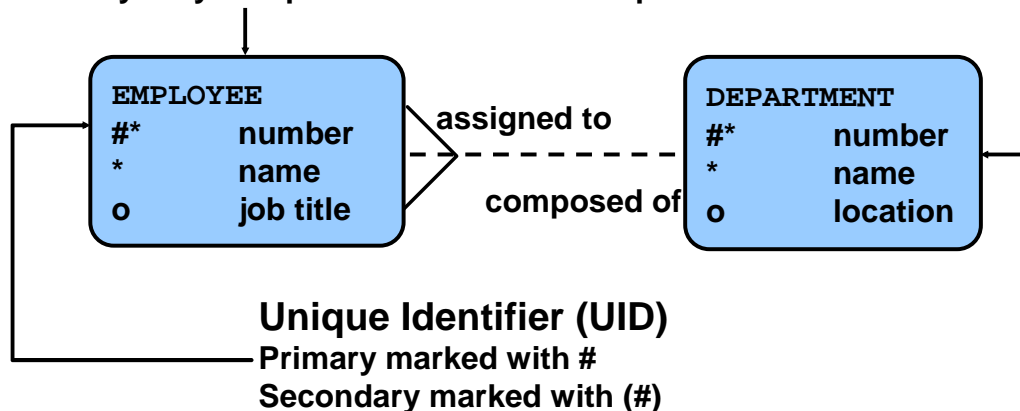 EMPLOYEE
#* number
* name
o job title
assigned to
composed of
DEPARTMENT
#* number
* name
o location
Unique Identifier (UID)
Primary marked with #
Secondary marked with (#)